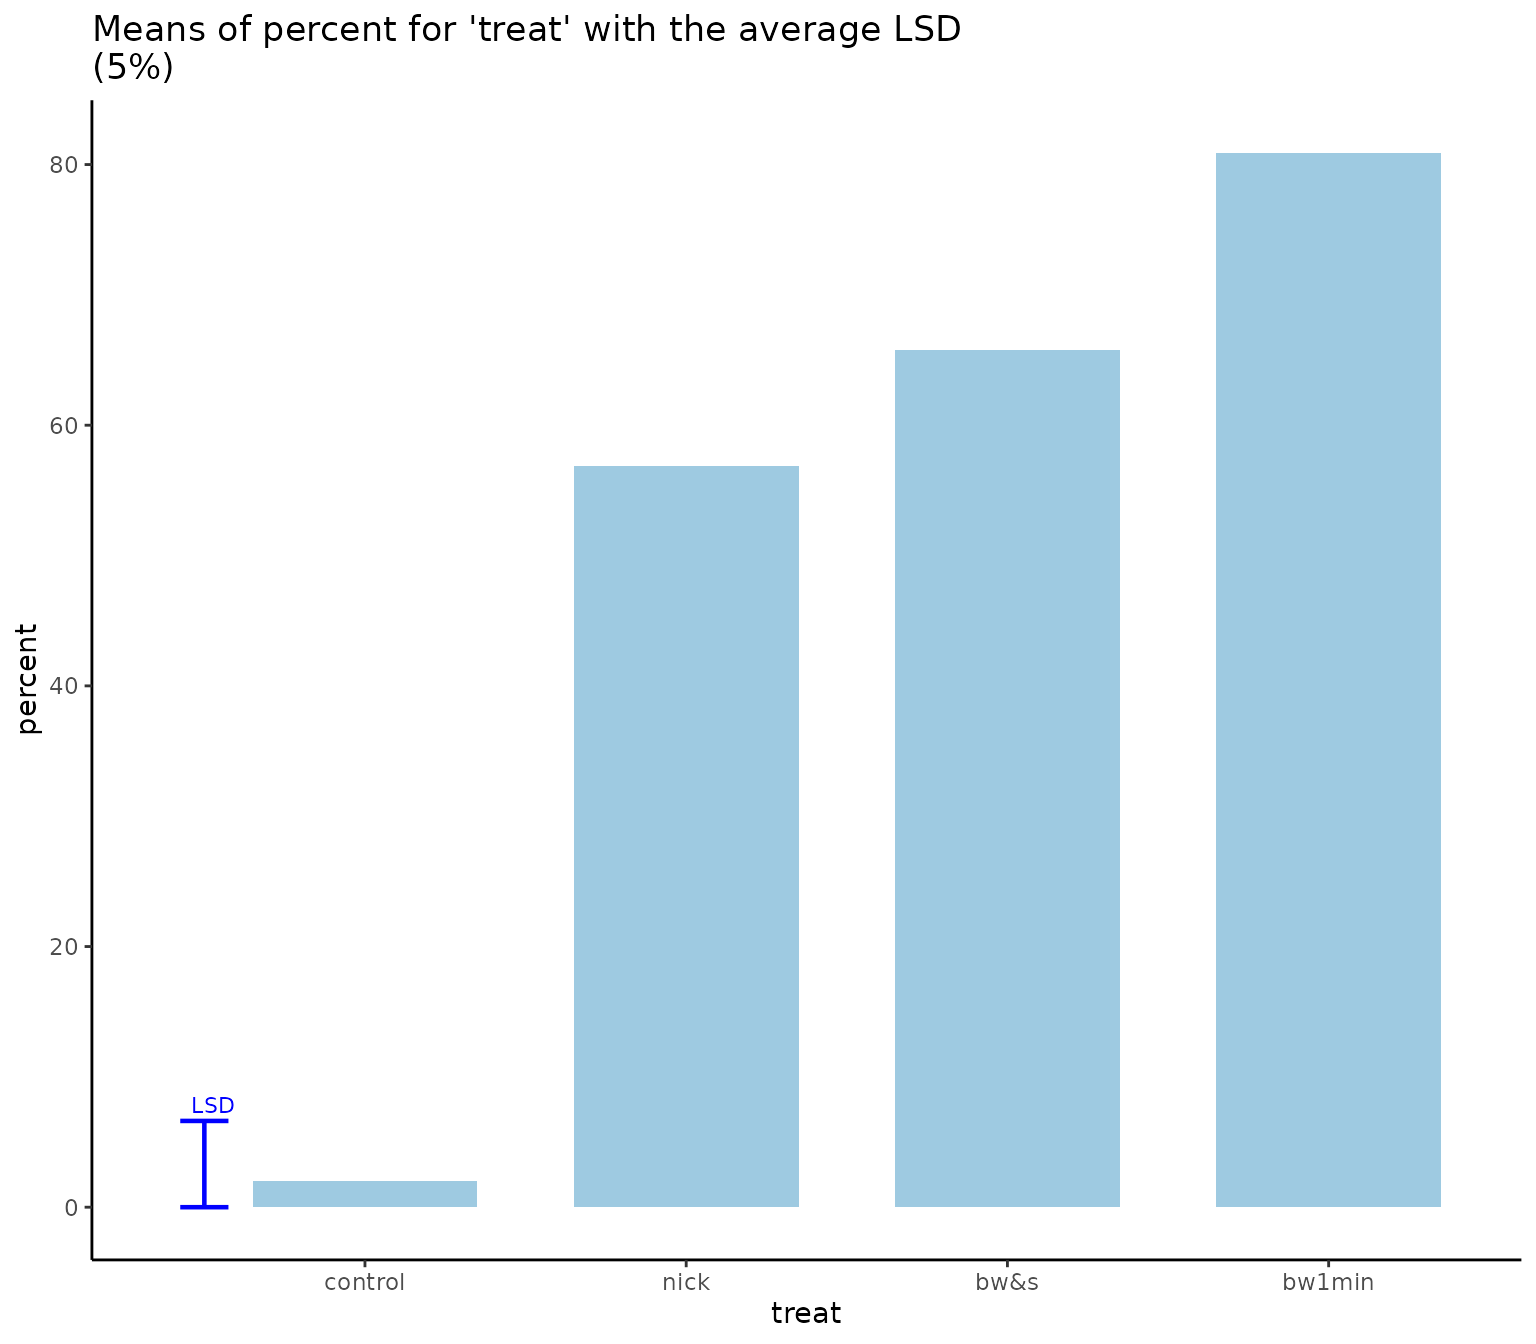 Means of percent for 'treat' with the average LSD
(5%)
80
60
40
20
0
percent
LSD
control
nick
bw&s
bw1min
treat